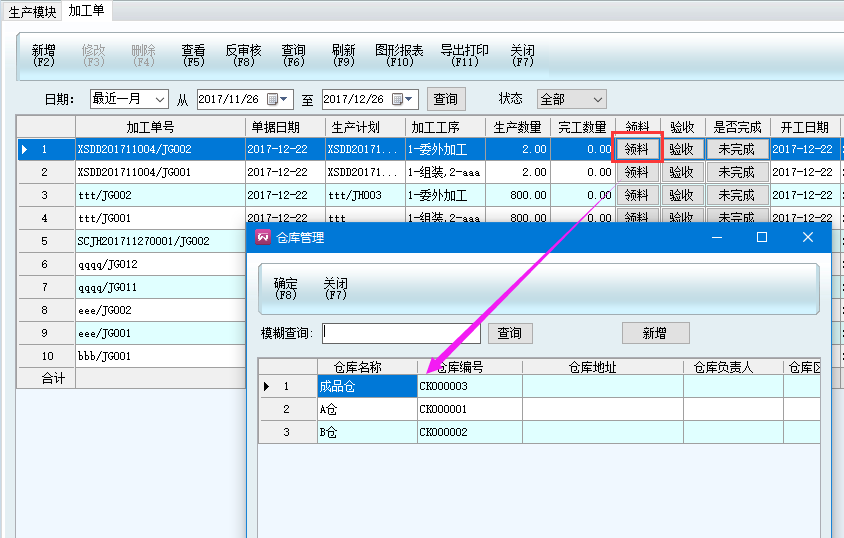 生产模块 加工单
新增 修改 删除 查看 反审核 查询 刷新 图形报表 导出打印 关闭
(F2) (F3) (F4) (F5) (F8) (F6) (F9) (F10) (F11) (F7)
日期: 最近一月 从 2017/11/26 至 2017/12/26 查询 状态 全部
加工单号 单据日期 生产计划 加工工序 生产数量 完工数量 领料 验收 是否完成 开工日期
1 XSDD201711004/JG002 2017-12-22 XSDD20171... 1-委外加工 2.00 0.00 领料 验收 未完成 2017-12-22
2 XSDD201711004/JG001 2017-12-22 XSDD20171... 1-组装,2-aaa 2.00 0.00 领料 验收 未完成 2017-12-22
3 ttt/JG002 2017-12-22 ttt/JH003 1-委外加工 800.00 0.00 领料 验收 未完成 2017-12-22
4 ttt/JG001 2017-12-22 ttt 1-组装,2-aaa 800.00 0.00 领料 验收 未完成 2017-12-22
5 SCJH201711270001/JG002
6 qqqq/JG012
7 qqqq/JG011
8 eee/JG002
9 eee/JG001
10 bbb/JG001
合计
仓库管理
确定 关闭
(F8) (F7)
模糊查询: 查询 新增
仓库名称 仓库编号 仓库地址 仓库负责人 仓库区
1 成品仓 CK000003
2 A仓 CK000001
3 B仓 CK000002